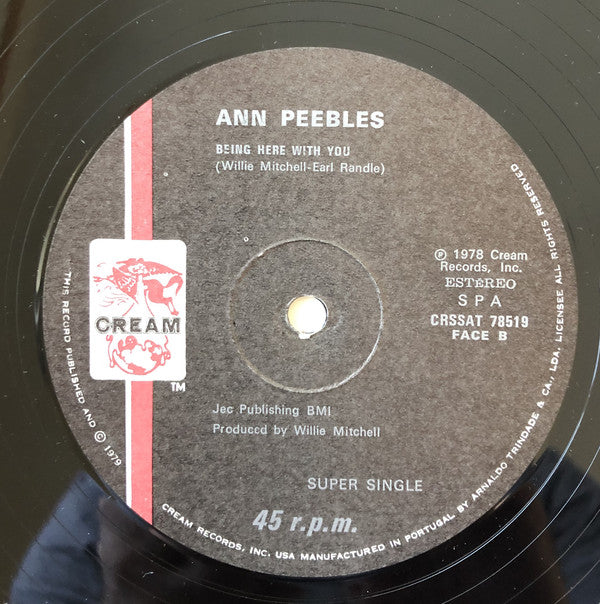 ANN PEEBLES
BEING HERE WITH YOU
(Willie Mitchell-Earl Randle)
℗ 1978 Cream
Records, Inc.
ESTÉREO
SPA
CRSSAT 78519
FACE B
CREAM
TM
Jec Publishing BMI
Produced by Willie Mitchell
SUPER SINGLE
45 r.p.m.
THIS RECORD PUBLISHED AND © 1979
CREAM RECORDS, INC. USA MANUFACTURED IN PORTUGAL BY ARNALDO TRINDADE & CA., LDA. LICENSEE ALL RIGHTS RESERVED